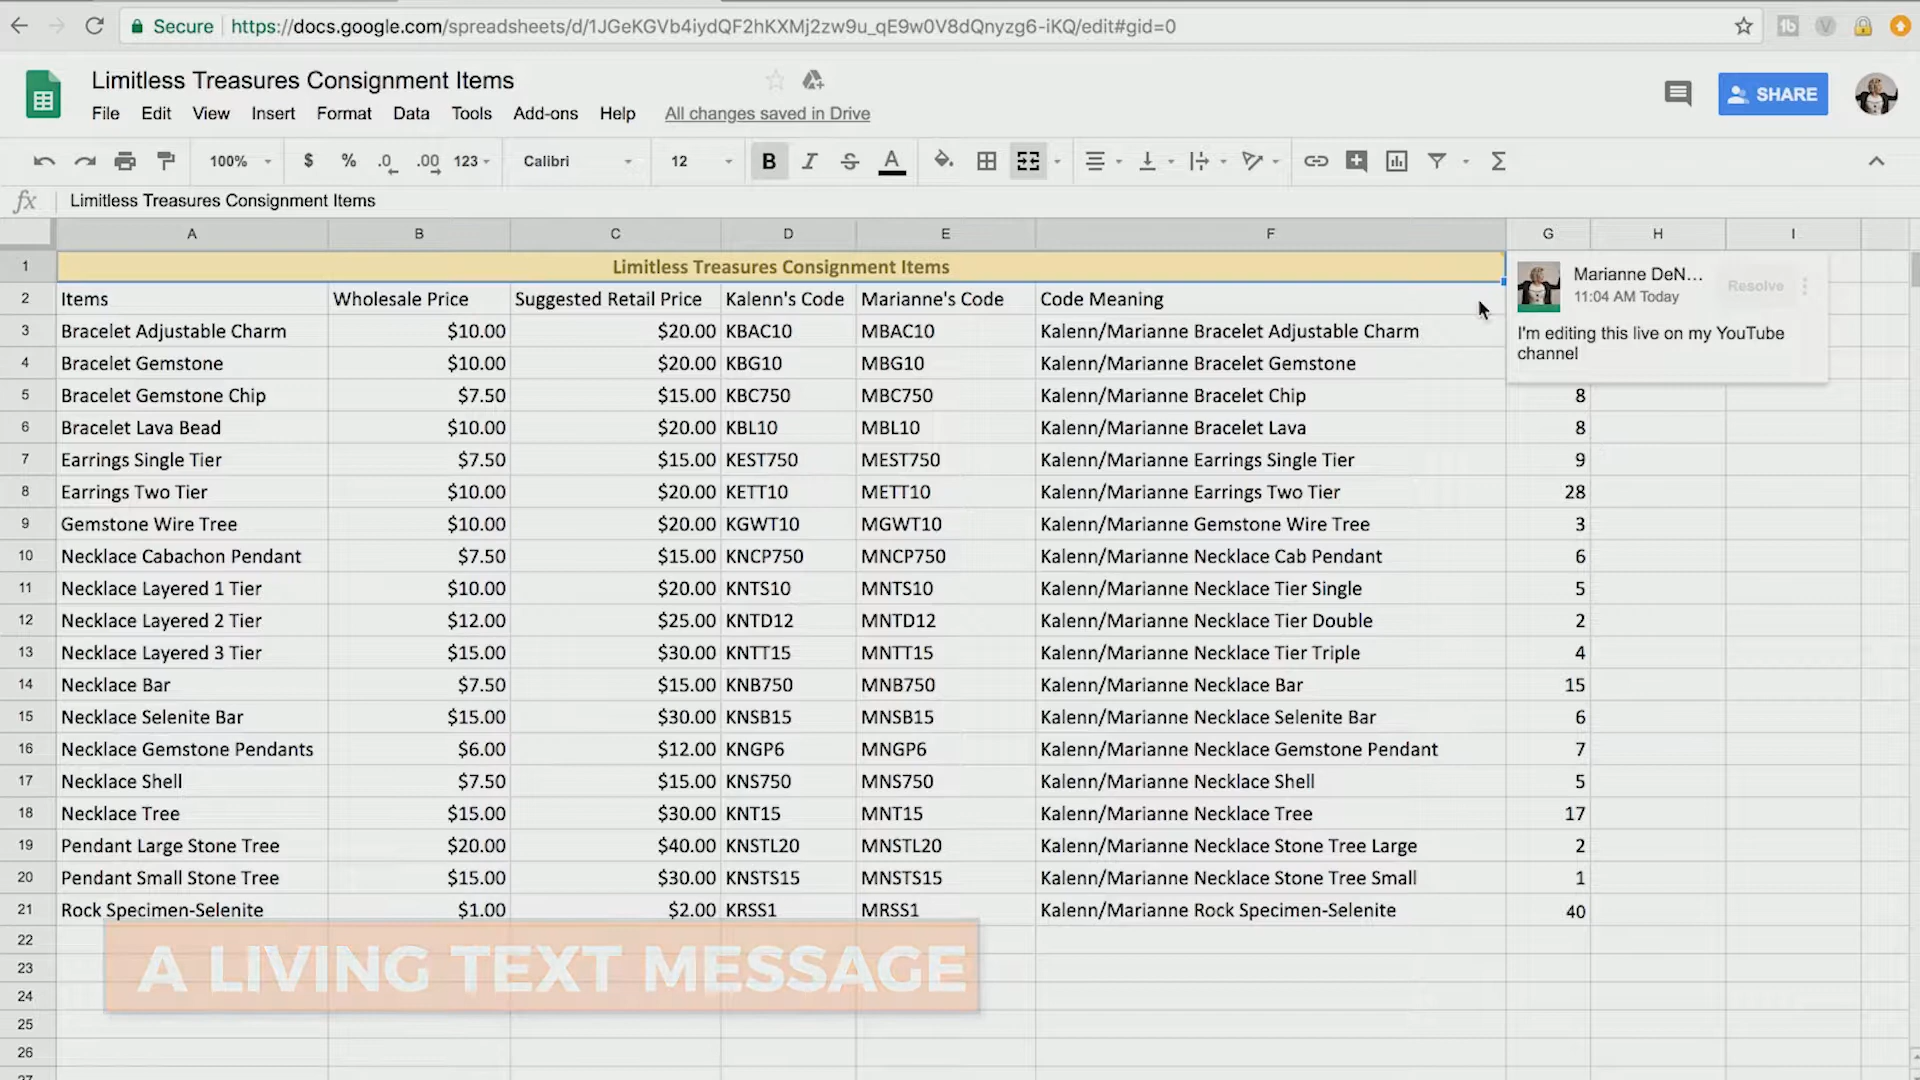 Secure https://docs.google.com/spreadsheets/d/1JGeKGVb4iydQF2hKXMj2zw9u_qE9w0V8dQnyzg6-iKQ/edit#gid=0
Limitless Treasures Consignment Items
File Edit View Insert Format Data Tools Add-ons Help All changes saved in Drive
SHARE
100% $ % .0 .00 123 Calibri 12 B I S A Σ
fx Limitless Treasures Consignment Items
A B C D E F G H I
1 Limitless Treasures Consignment Items
2 Items Wholesale Price Suggested Retail Price Kalenn's Code Marianne's Code Code Meaning
3 Bracelet Adjustable Charm $10.00 $20.00 KBAC10 MBAC10 Kalenn/Marianne Bracelet Adjustable Charm
4 Bracelet Gemstone $10.00 $20.00 KBG10 MBG10 Kalenn/Marianne Bracelet Gemstone
5 Bracelet Gemstone Chip $7.50 $15.00 KBC750 MBC750 Kalenn/Marianne Bracelet Chip 8
6 Bracelet Lava Bead $10.00 $20.00 KBL10 MBL10 Kalenn/Marianne Bracelet Lava 8
7 Earrings Single Tier $7.50 $15.00 KEST750 MEST750 Kalenn/Marianne Earrings Single Tier 9
8 Earrings Two Tier $10.00 $20.00 KETT10 METT10 Kalenn/Marianne Earrings Two Tier 28
9 Gemstone Wire Tree $10.00 $20.00 KGWT10 MGWT10 Kalenn/Marianne Gemstone Wire Tree 3
10 Necklace Cabachon Pendant $7.50 $15.00 KNCP750 MNCP750 Kalenn/Marianne Necklace Cab Pendant 6
11 Necklace Layered 1 Tier $10.00 $20.00 KNTS10 MNTS10 Kalenn/Marianne Necklace Tier Single 5
12 Necklace Layered 2 Tier $12.00 $25.00 KNTD12 MNTD12 Kalenn/Marianne Necklace Tier Double 2
13 Necklace Layered 3 Tier $15.00 $30.00 KNTT15 MNTT15 Kalenn/Marianne Necklace Tier Triple 4
14 Necklace Bar $7.50 $15.00 KNB750 MNB750 Kalenn/Marianne Necklace Bar 15
15 Necklace Selenite Bar $15.00 $30.00 KNSB15 MNSB15 Kalenn/Marianne Necklace Selenite Bar 6
16 Necklace Gemstone Pendants $6.00 $12.00 KNGP6 MNGP6 Kalenn/Marianne Necklace Gemstone Pendant 7
17 Necklace Shell $7.50 $15.00 KNS750 MNS750 Kalenn/Marianne Necklace Shell 5
18 Necklace Tree $15.00 $30.00 KNT15 MNT15 Kalenn/Marianne Necklace Tree 17
19 Pendant Large Stone Tree $20.00 $40.00 KNSTL20 MNSTL20 Kalenn/Marianne Necklace Stone Tree Large 2
20 Pendant Small Stone Tree $15.00 $30.00 KNSTS15 MNSTS15 Kalenn/Marianne Necklace Stone Tree Small 1
21 Rock Specimen-Selenite $1.00 $2.00 KRSS1 MRSS1 Kalenn/Marianne Rock Specimen-Selenite 40
22
23
24
25
26
Marianne DeN...
Resolve
11:04 AM Today
I'm editing this live on my YouTube
channel
A LIVING TEXT MESSAGE